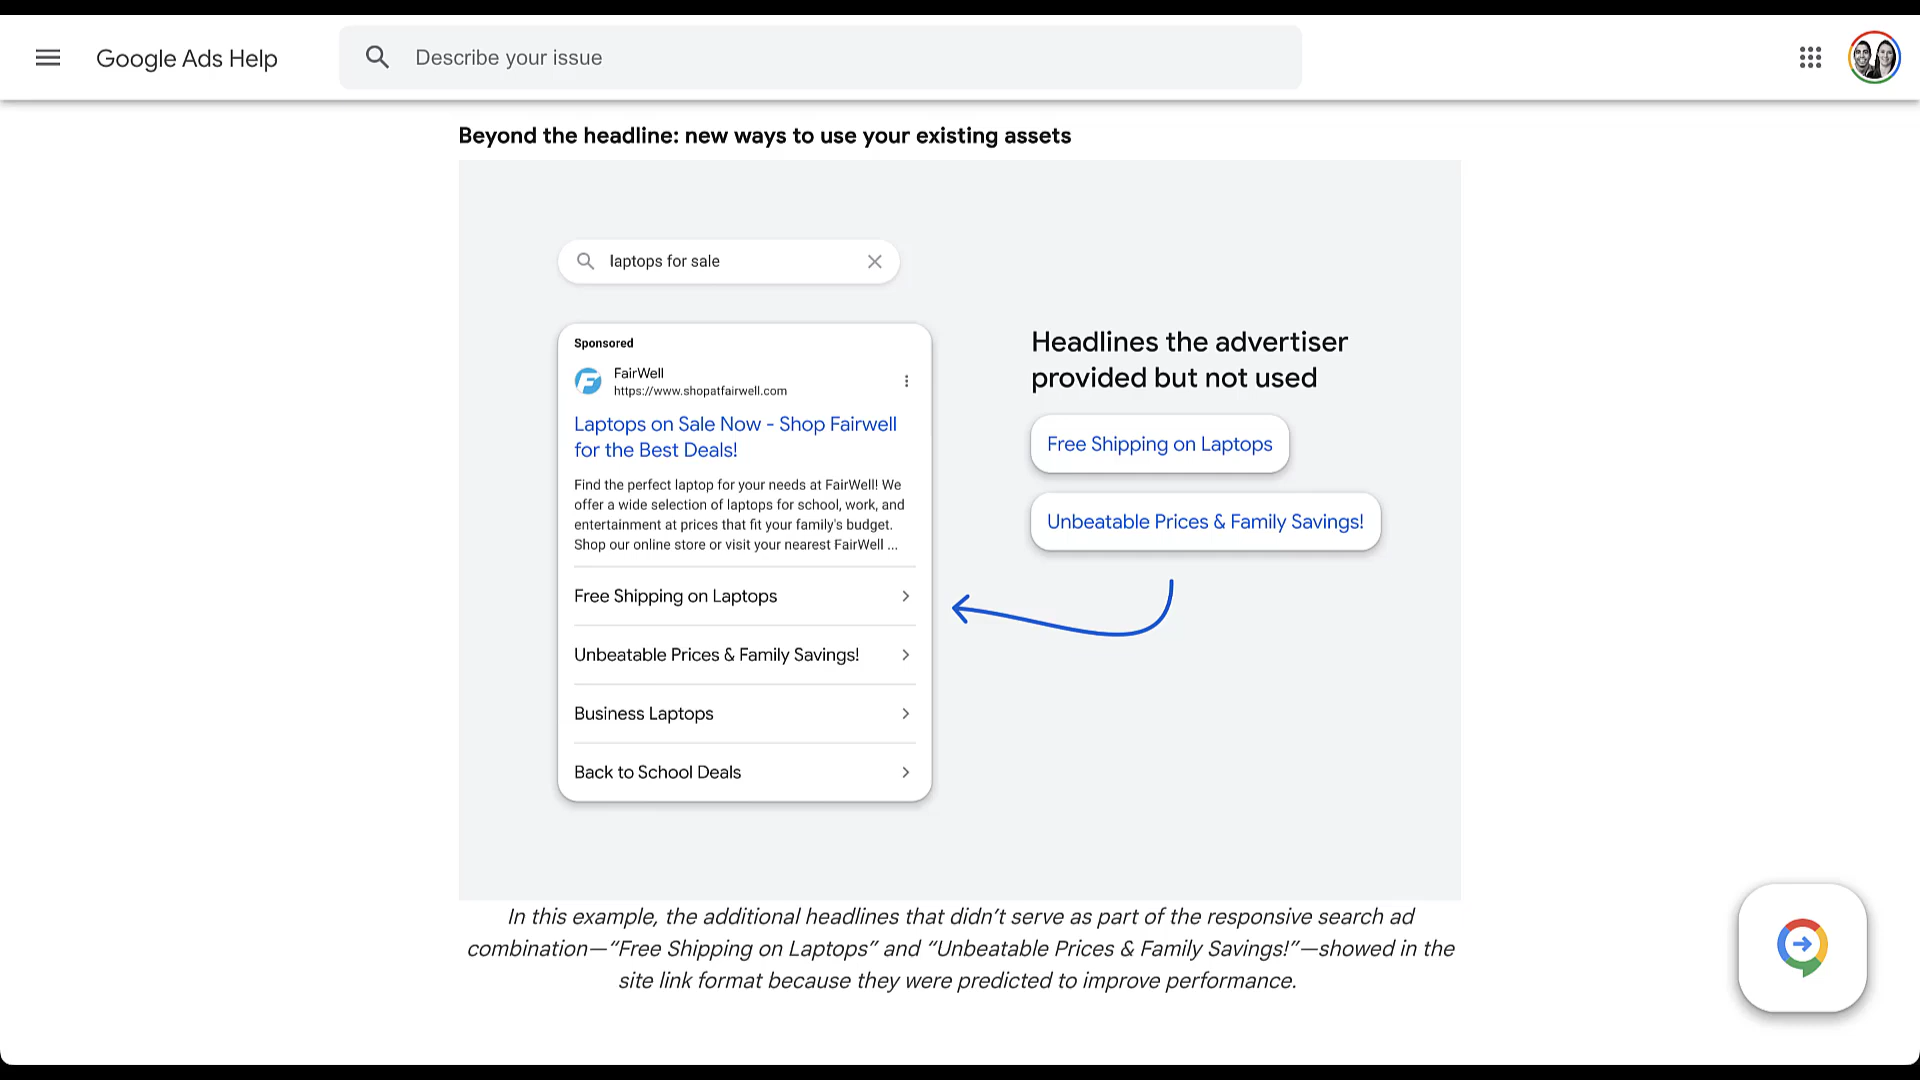 Google Ads Help
Describe your issue
Beyond the headline: new ways to use your existing assets
laptops for sale
Sponsored
FairWell
https://www.shopatfairwell.com
Laptops on Sale Now - Shop Fairwell
for the Best Deals!
Find the perfect laptop for your needs at FairWell! We
offer a wide selection of laptops for school, work, and
entertainment at prices that fit your family's budget.
Shop our online store or visit your nearest FairWell ...
Free Shipping on Laptops
Unbeatable Prices & Family Savings!
Business Laptops
Back to School Deals
Headlines the advertiser
provided but not used
Free Shipping on Laptops
Unbeatable Prices & Family Savings!
In this example, the additional headlines that didn’t serve as part of the responsive search ad
combination—“Free Shipping on Laptops” and “Unbeatable Prices & Family Savings!”—showed in the
site link format because they were predicted to improve performance.